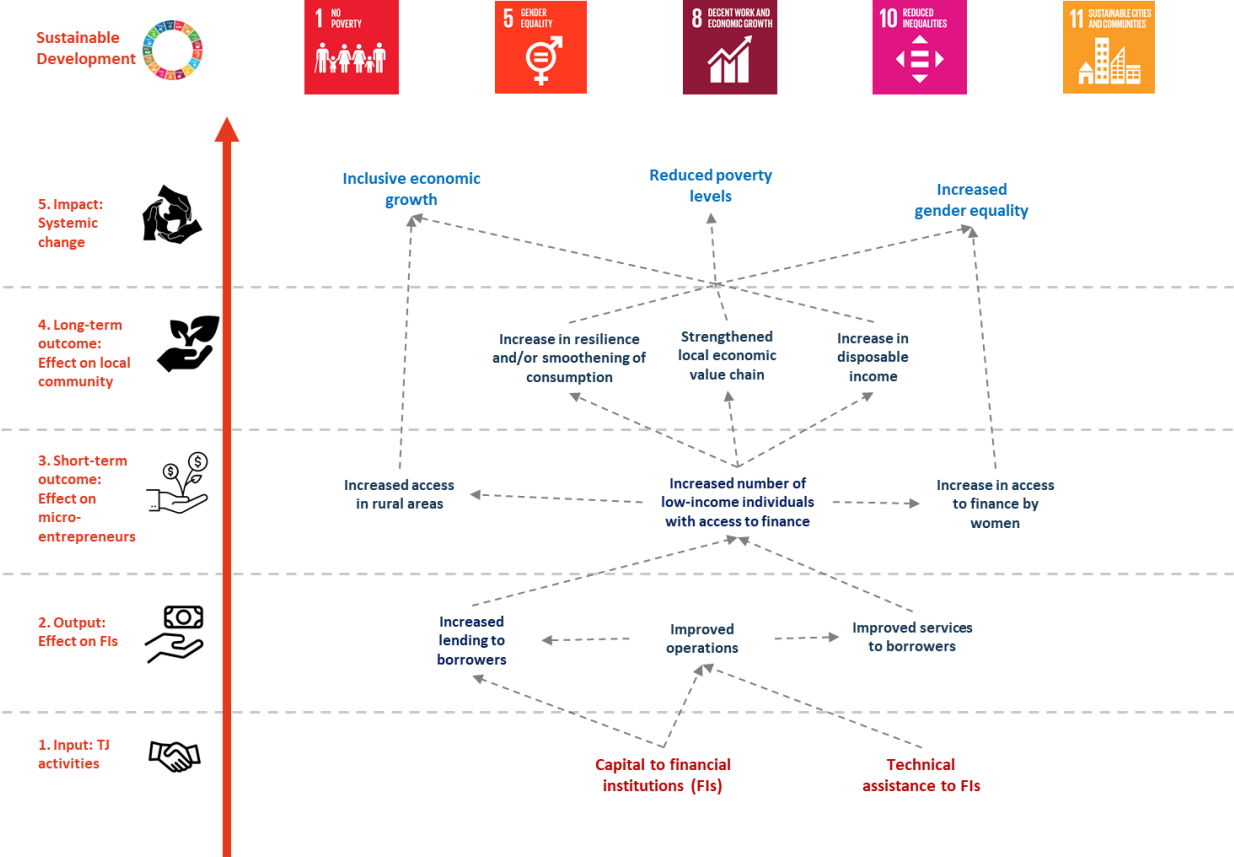 Sustainable
Development
1 NO
POVERTY
5 GENDER
EQUALITY
8 DECENT WORK AND
ECONOMIC GROWTH
10 REDUCED
INEQUALITIES
11 SUSTAINABLE CITIES
AND COMMUNITIES
5. Impact:
Systemic
change
Inclusive economic
growth
Reduced poverty
levels
Increased
gender equality
4. Long-term
outcome:
Effect on local
community
Increase in resilience
and/or smoothening of
consumption
Strengthened
local economic
value chain
Increase in
disposable
income
3. Short-term
outcome:
Effect on
micro-
entrepreneurs
$
$
Increased access
in rural areas
Increased number of
low-income individuals
with access to finance
Increase in access
to finance by
women
2. Output:
Effect on FIs
Increased
lending to
borrowers
Improved
operations
Improved services
to borrowers
1. Input: TJ
activities
Capital to financial
institutions (FIs)
Technical
assistance to FIs